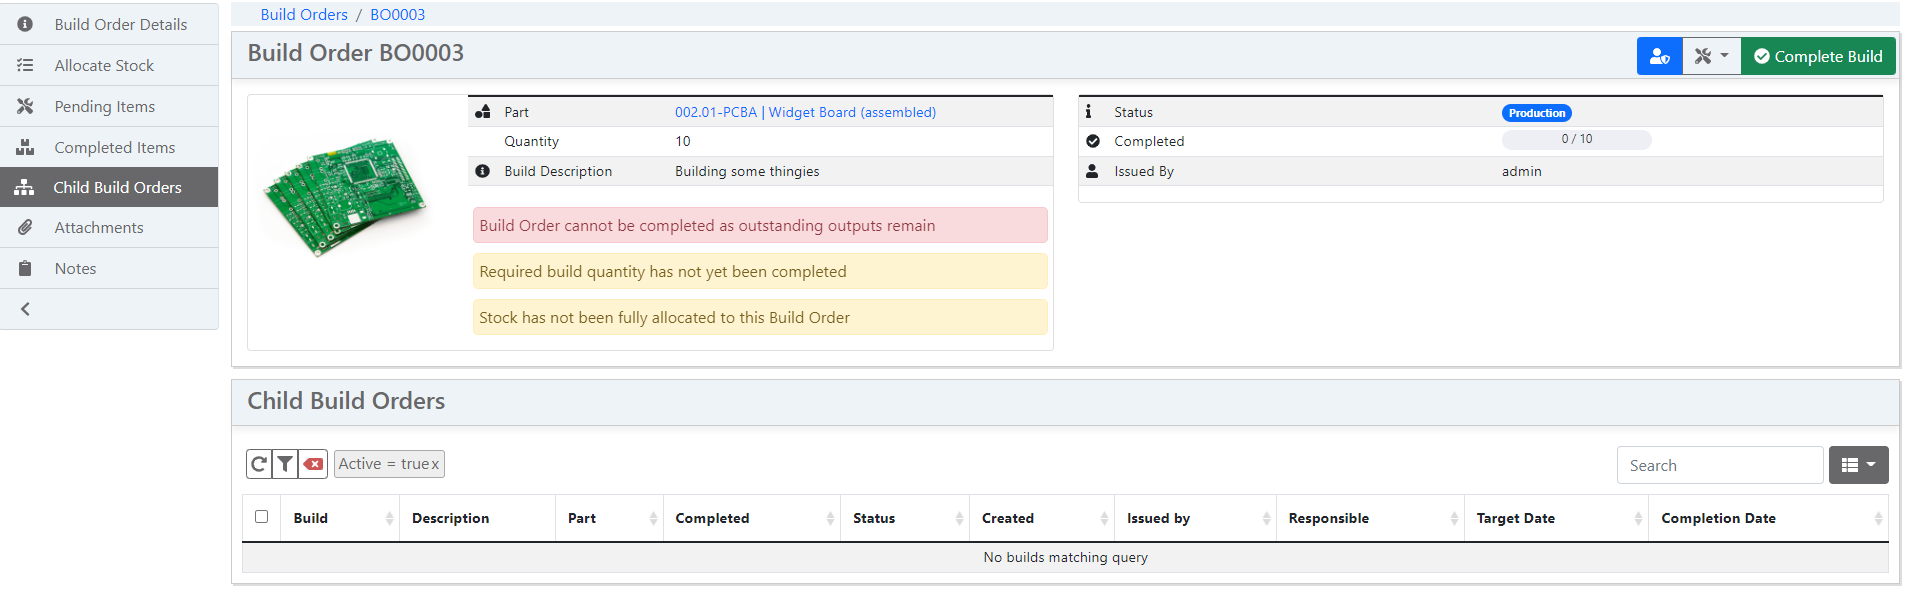 Build Order Details
Allocate Stock
Pending Items
Completed Items
Child Build Orders
Attachments
Notes
Build Orders / BO0003
Build Order BO0003
Complete Build
Part 002.01-PCBA | Widget Board (assembled)
Quantity 10
Build Description Building some thingies
Build Order cannot be completed as outstanding outputs remain
Required build quantity has not yet been completed
Stock has not been fully allocated to this Build Order
Status Production
Completed 0 / 10
Issued By admin
Child Build Orders
Active = true x
Search
Build Description Part Completed Status Created Issued by Responsible Target Date Completion Date
No builds matching query